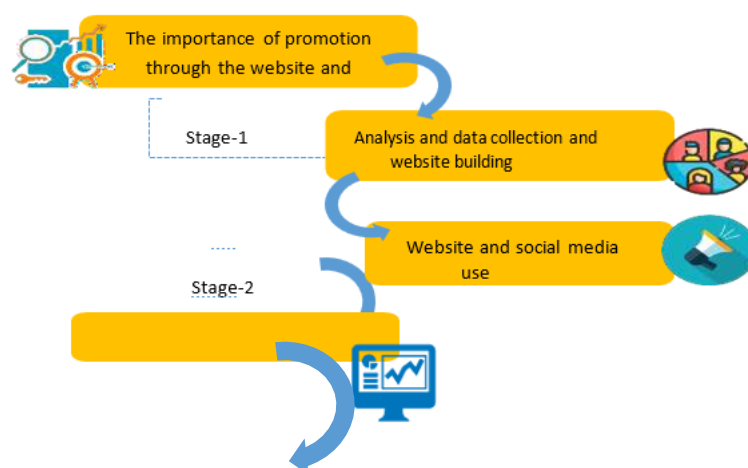 The importance of promotion
through the website and
Stage-1
Analysis and data collection and
website building
Website and social media
use
Stage-2